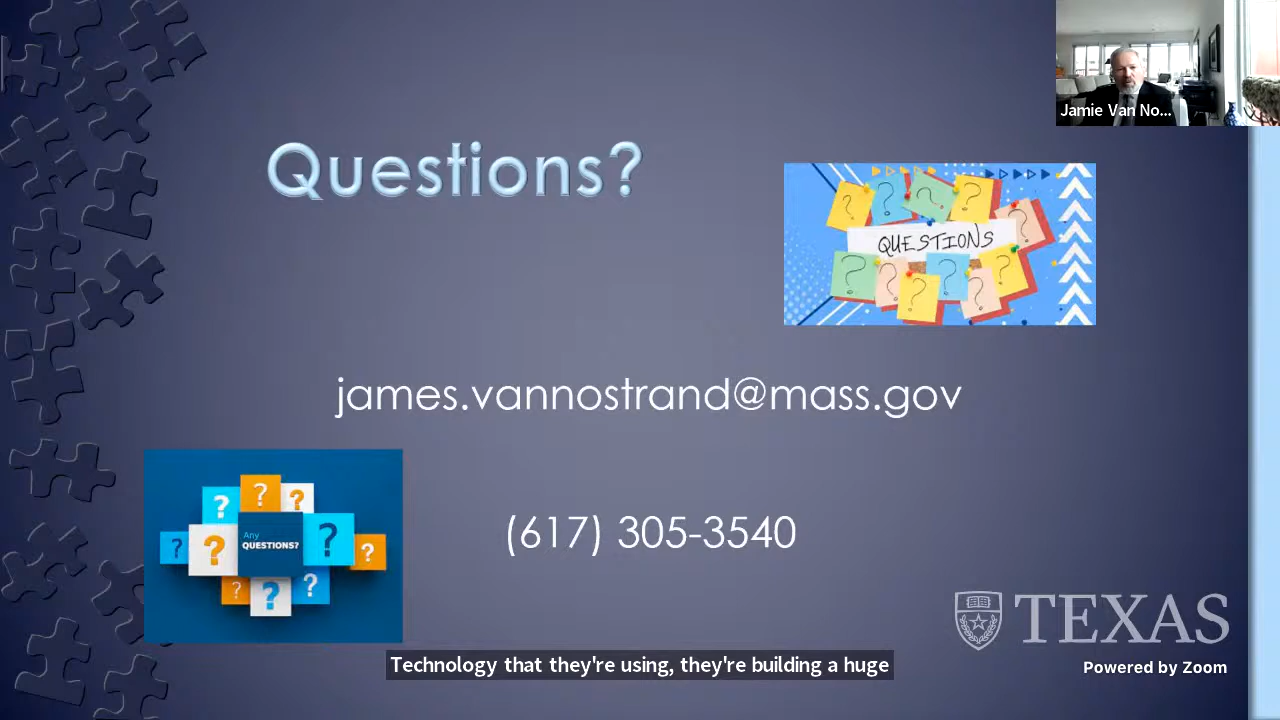 Jamie Van No...
Questions?
?
?
?
?
?
QUESTIONS
?
?
?
?
?
?
james.vannostrand@mass.gov
?
?
?
Any
QUESTIONS?
?
?
?
?
?
?
?
(617) 305-3540
TEXAS
Technology that they're using, they're building a huge
Powered by Zoom